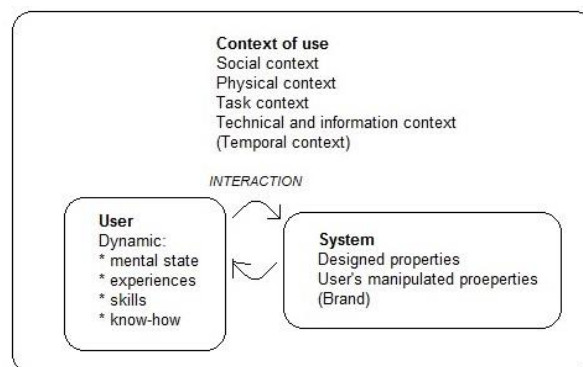 Context of use
Social context
Physical context
Task context
Technical and information context
(Temporal context)
INTERACTION
User
Dynamic:
* mental state
* experiences
* skills
* know-how
System
Designed properties
User's manipulated proeperties
(Brand)